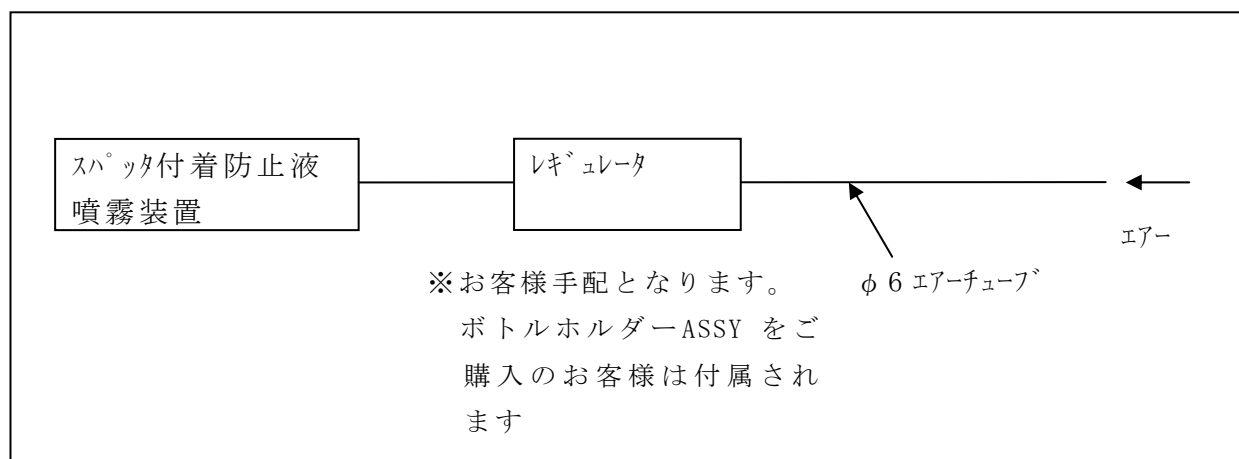 ｽﾊﾟｯﾀ付着防止液
噴霧装置
ﾚｷﾞｭﾚｰﾀ
ｴｱｰ
φ６ｴｱｰﾁｭｰﾌﾞ
※お客様手配となります。
ボトルホルダーASSY をご
購入のお客様は付属され
ます